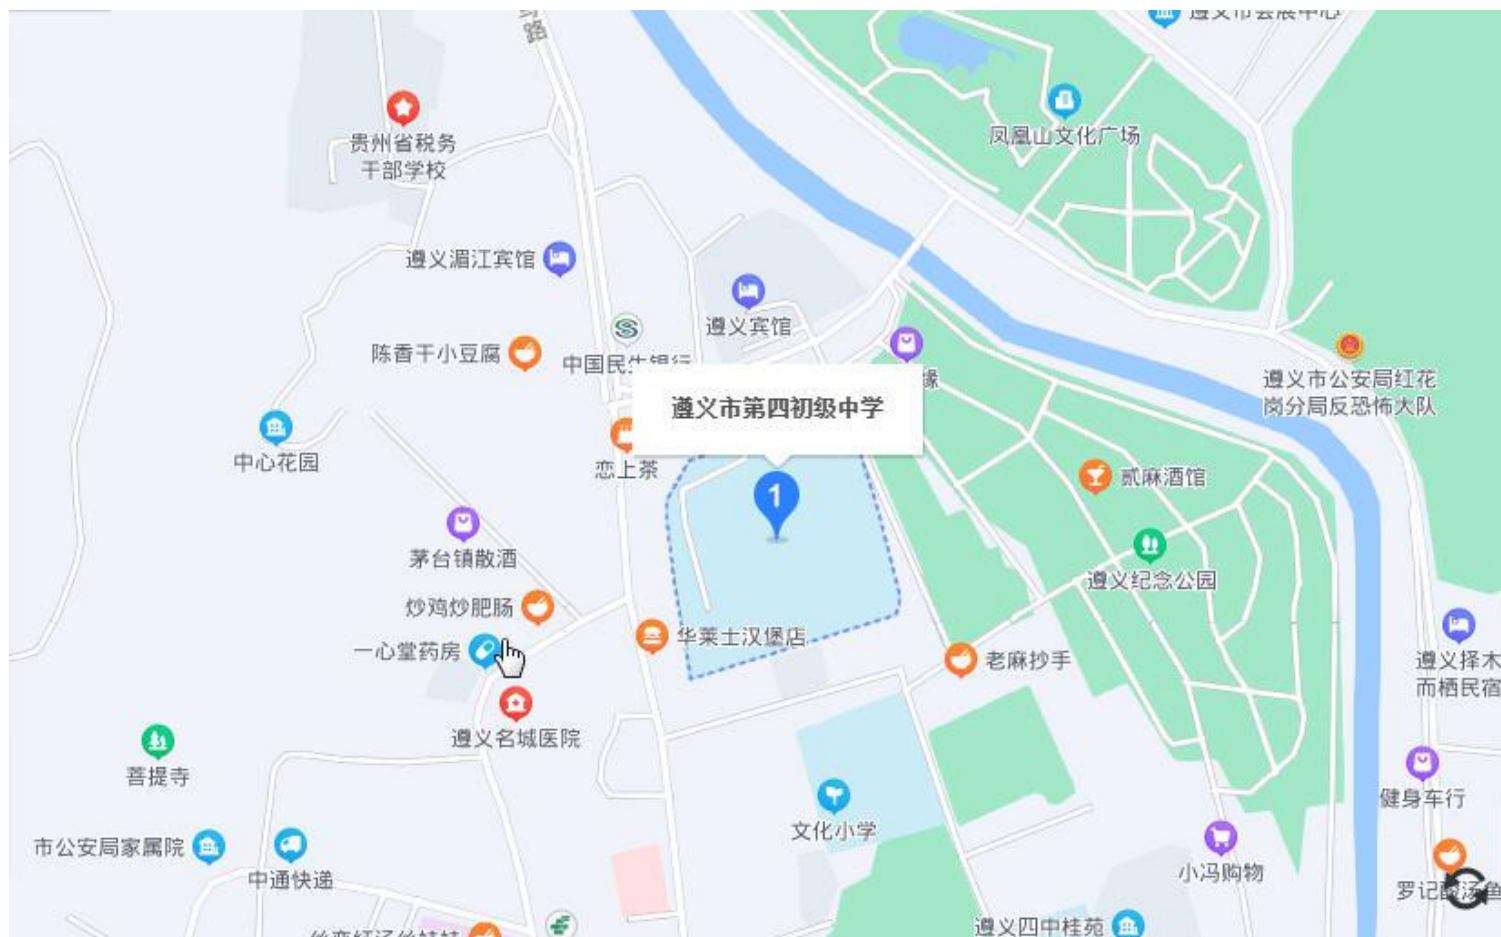 遵义市会展中心
路
凤凰山文化广场
贵州省税务
干部学校
遵义湄江宾馆
遵义宾馆
陈香干小豆腐
中国民生银行
缘
遵义市公安局红花
岗分局反恐怖大队
遵义市第四初级中学
中心花园
恋上茶
贰麻酒馆
1
茅台镇散酒
遵义纪念公园
炒鸡炒肥肠
华莱士汉堡店
一心堂药房
老麻抄手
遵义择木
而栖民宿
遵义名城医院
菩提寺
健身车行
文化小学
市公安局家属院
中通快递
小冯购物
罗记酸汤鱼
遵义四中桂苑